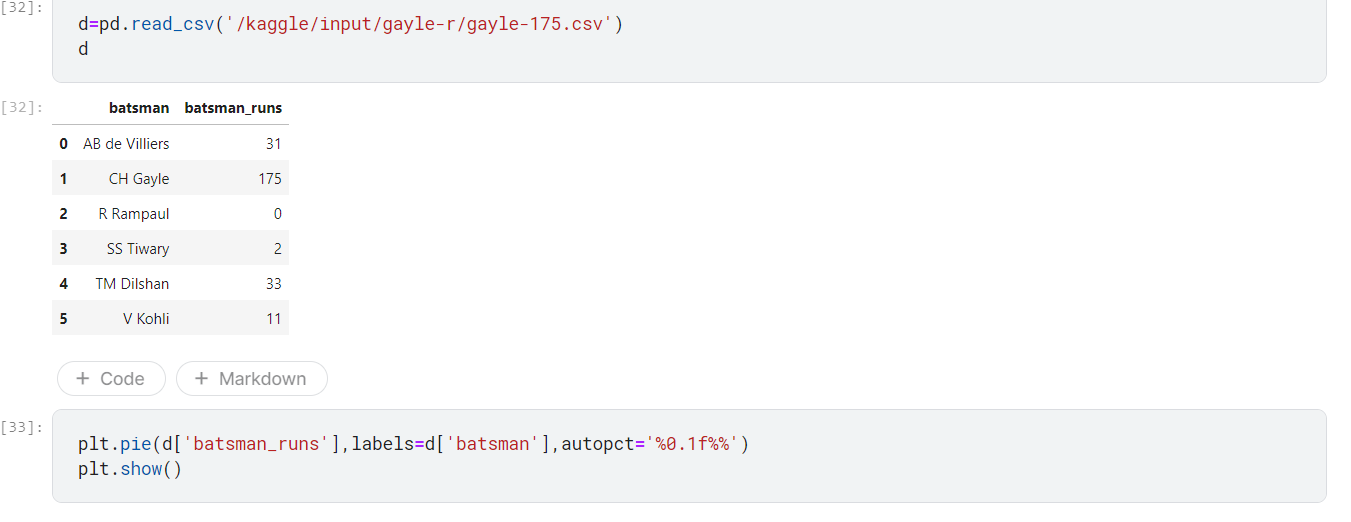 [32]:
d=pd.read_csv('/kaggle/input/gayle-r/gayle-175.csv')
d
[32]:
batsman batsman_runs
0 AB de Villiers 31
1 CH Gayle 175
2 R Rampaul 0
3 SS Tiwary 2
4 TM Dilshan 33
5 V Kohli 11
+ Code + Markdown
[33]:
plt.pie(d['batsman_runs'],labels=d['batsman'],autopct='%0.1f%%')
plt.show()